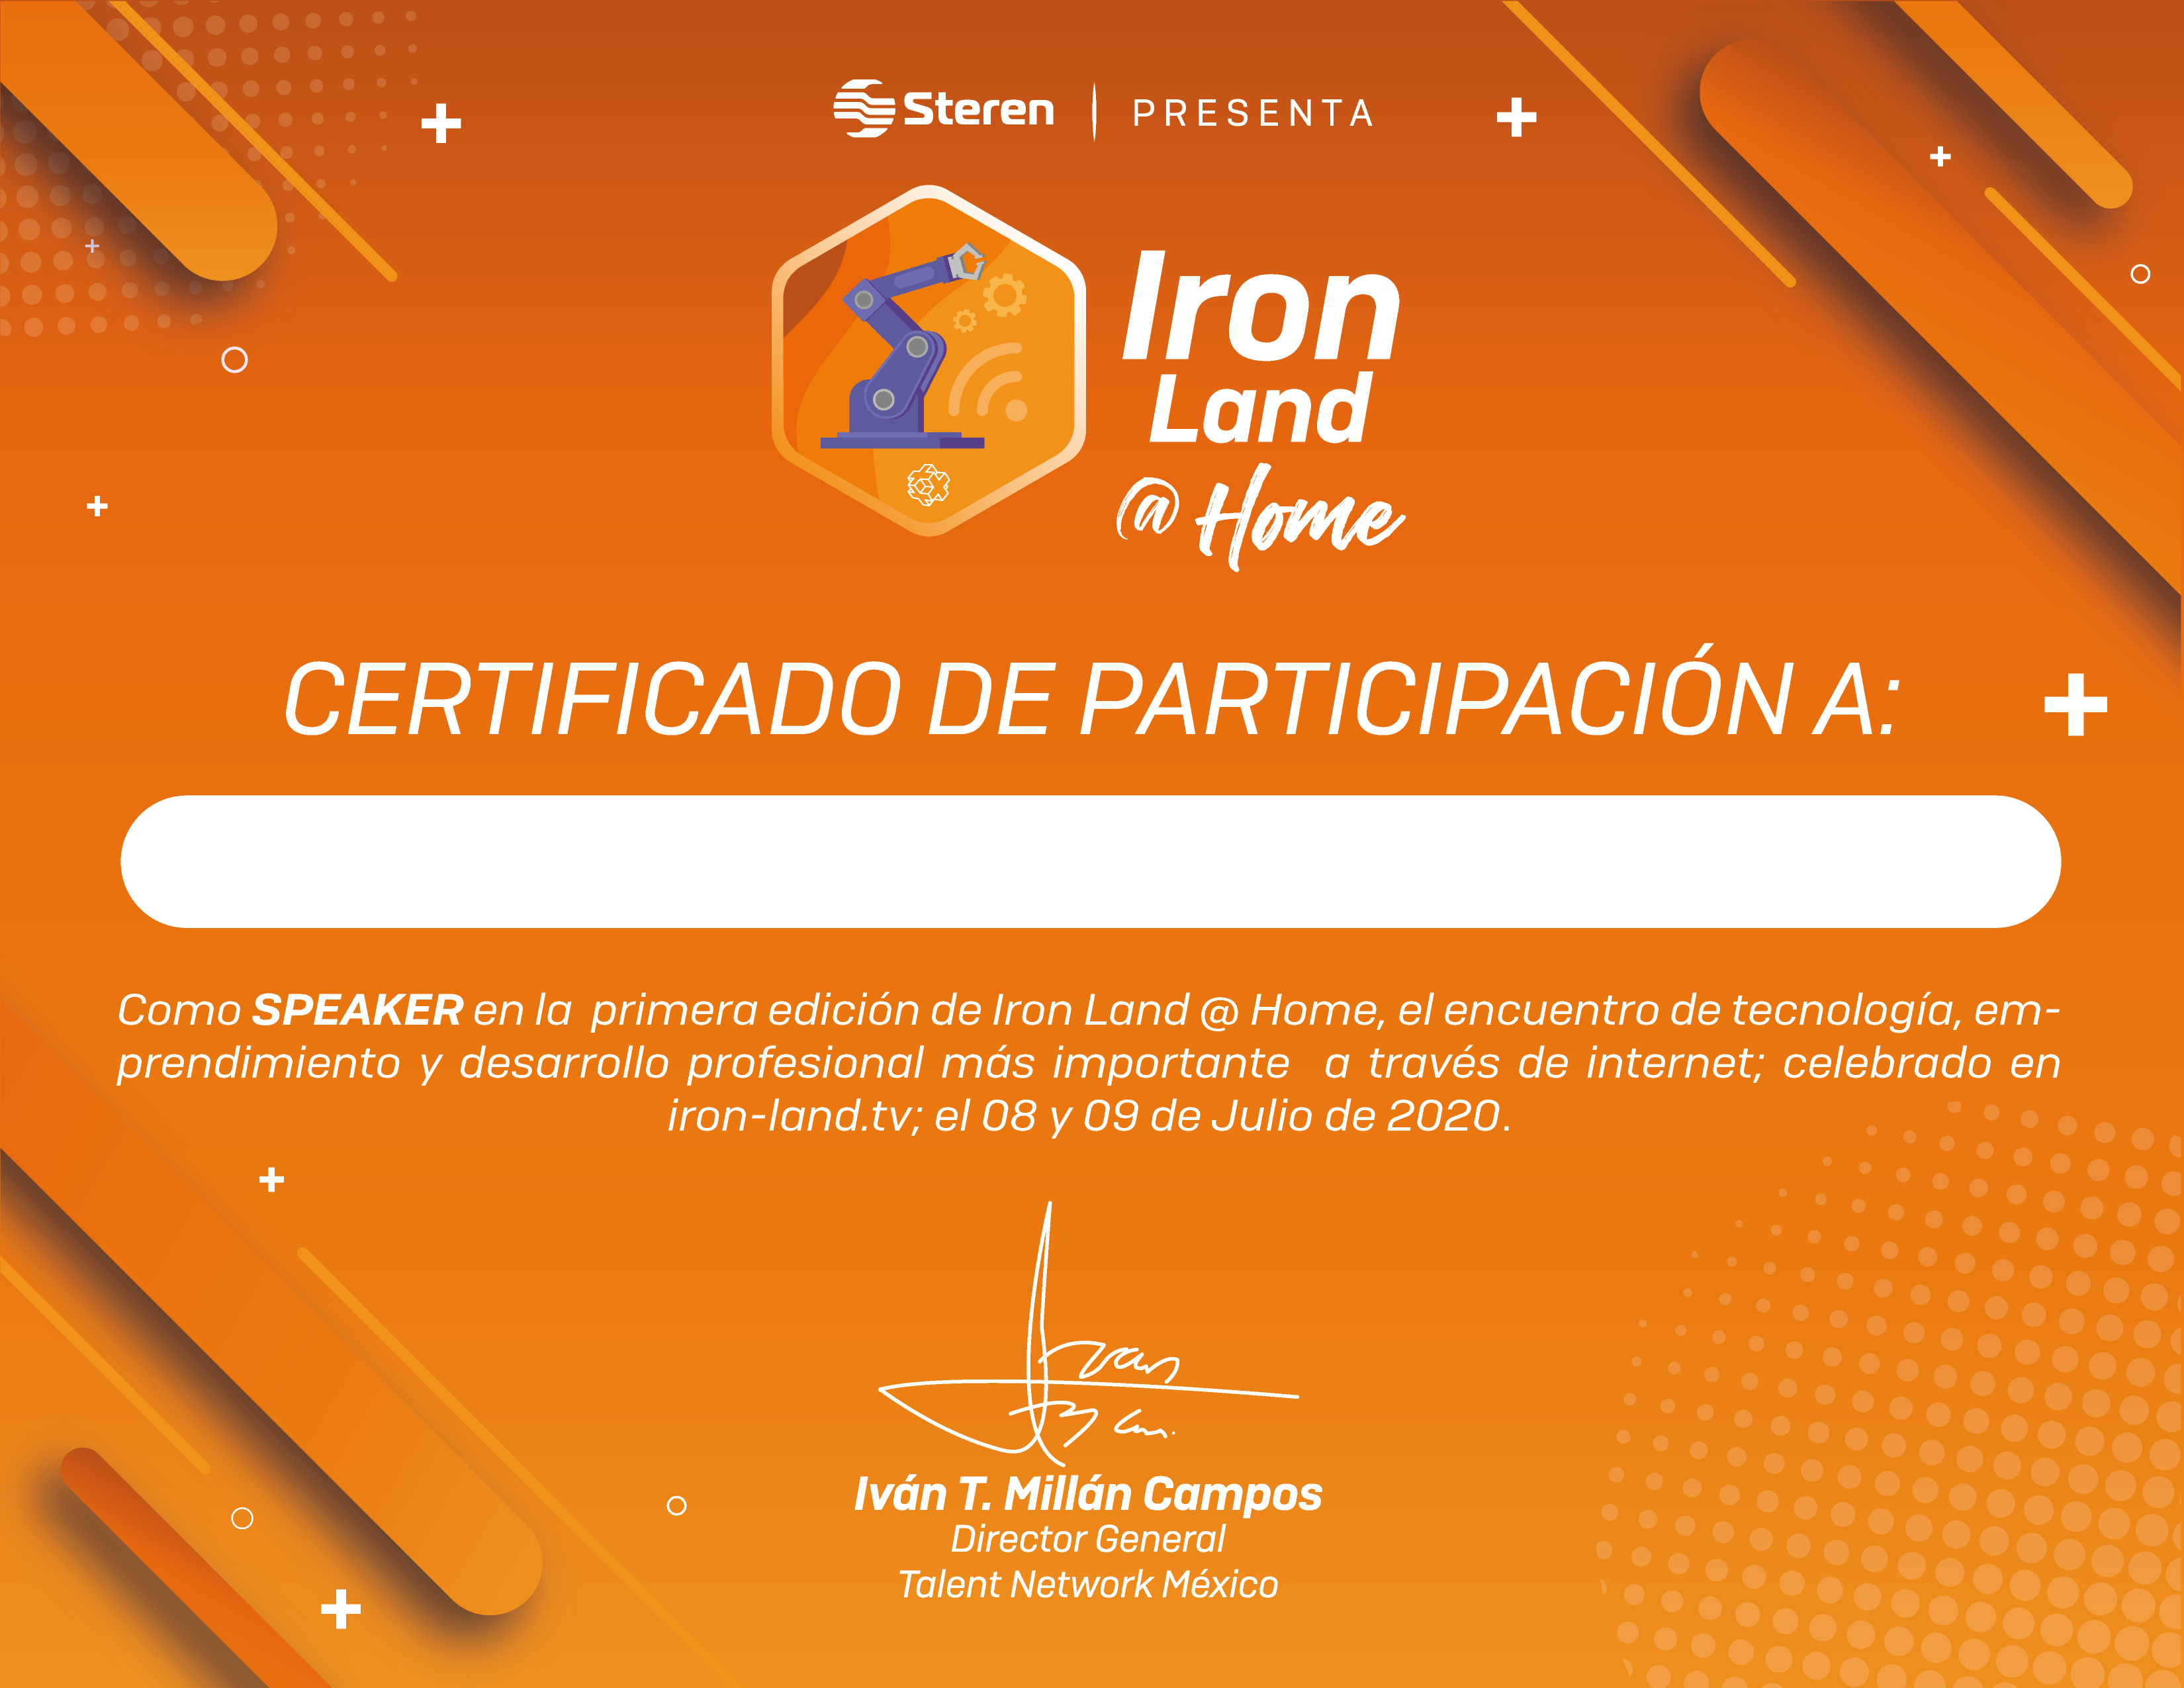 Steren | PRESENTA
Iron
Land
@ Home
CERTIFICADO DE PARTICIPACIÓN A:
Como SPEAKER en la primera edición de Iron Land @ Home, el encuentro de tecnología, em-
prendimiento y desarrollo profesional más importante a través de internet; celebrado en
iron-land.tv; el 08 y 09 de Julio de 2020.
Iván T. Millán Campos
Director General
Talent Network México